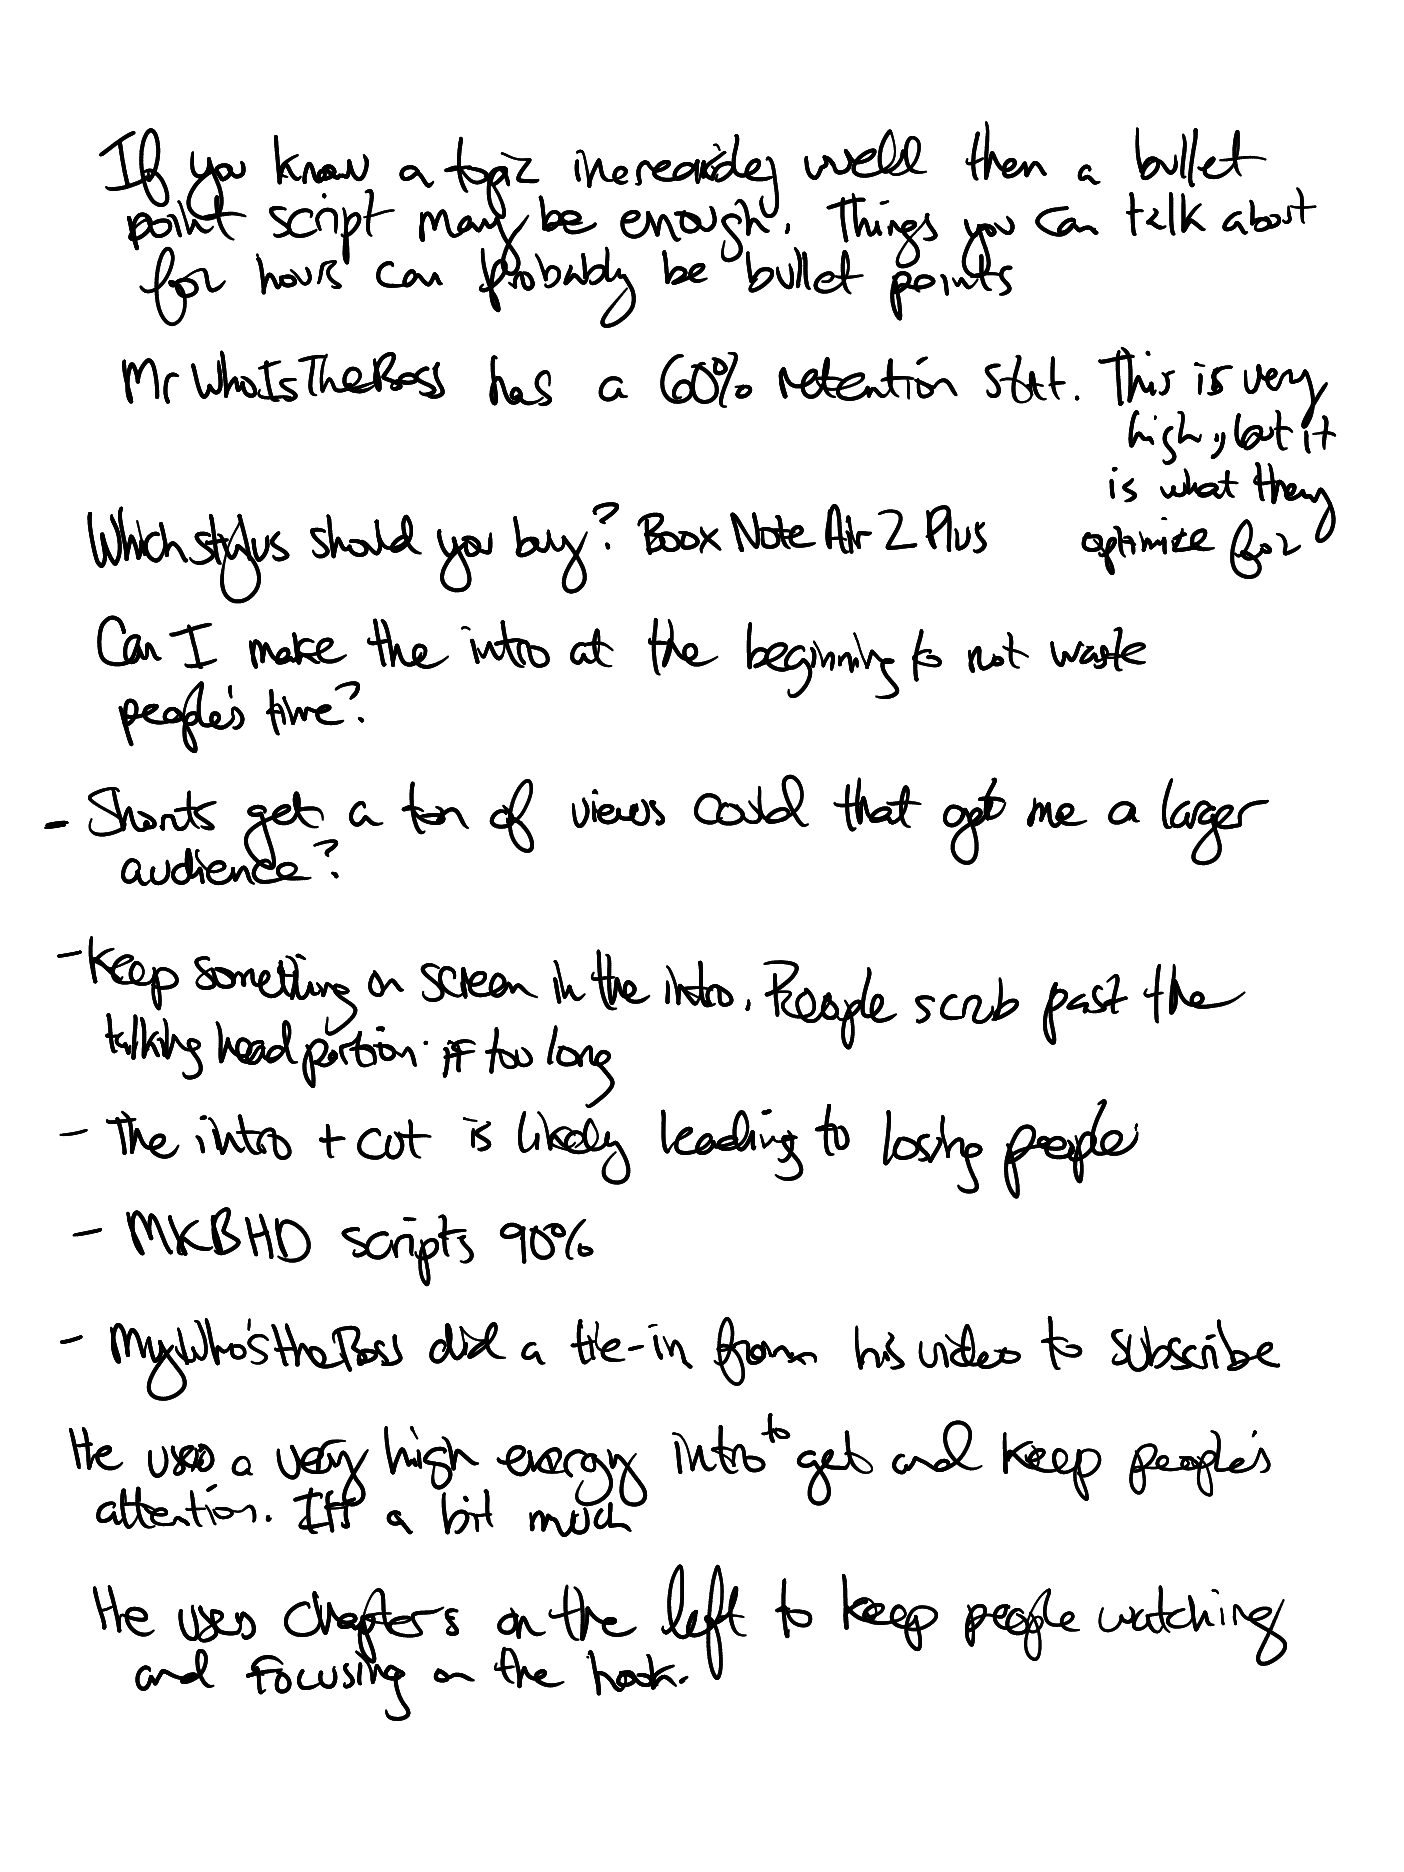 If you know a topic incredibly well then a bullet
point script may be enough. Things you can talk about
for hours can probably be bullet points
MrWhoIsTheBoss has a 60% retention stat. This is very
high, but it
is what they
optimize for
Which stylus should you buy? Boox Note Air 2 Plus
Can I make the intro at the beginning to not waste
people's time?
- Shorts get a ton of views could that get me a larger
audience?
- Keep something on screen in the intro. People scrub past the
talking head portion if too long
- The intro + cut is likely leading to losing people
- MKBHD scripts 90%
- MyWho'stheBoss did a tie-in from his video to subscribe
He uses a very high energy intro to get and keep people's
attention. It's a bit much
He uses chapters on the left to keep people watching
and focusing on the hook.